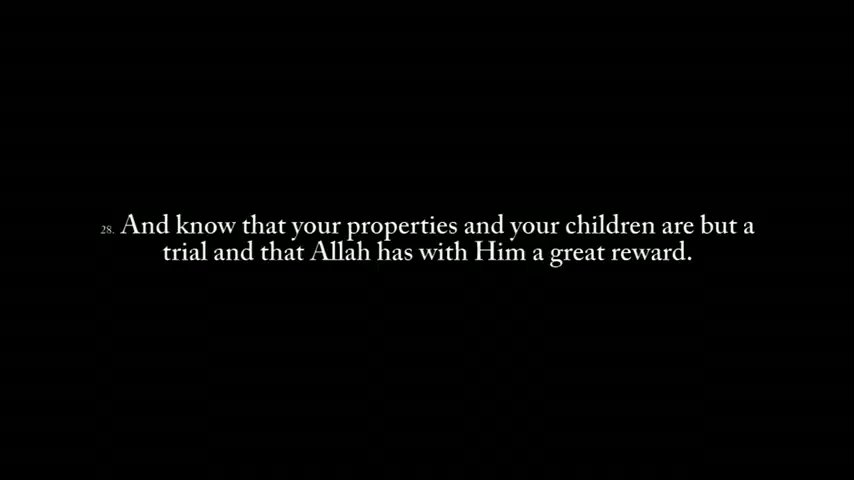 28. And know that your properties and your children are but a
trial and that Allah has with Him a great reward.